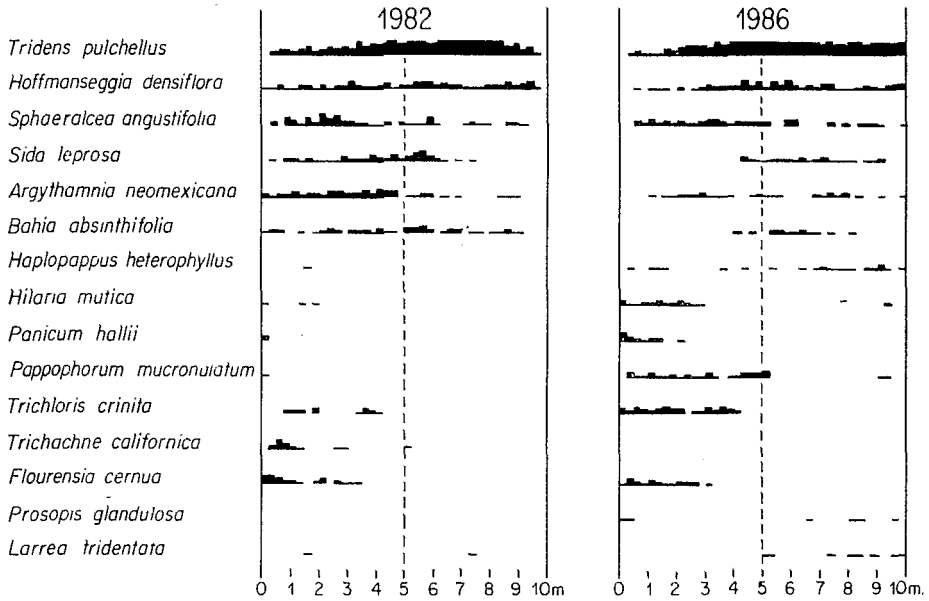 1982 1986
Tridens pulchellus
Hoffmanseggia densiflora
Sphaeralcea angustifolia
Sida leprosa
Argythamnia neomexicana
Bahia absinthifolia
Haplopappus heterophyllus
Hilaria mutica
Panicum hallii
Pappophorum mucronulatum
Trichloris crinita
Trichachne californica
Flourensia cernua
Prosopis glandulosa
Larrea tridentata
0 1 2 3 4 5 6 7 8 9 10m 0 1 2 3 4 5 6 7 8 9 10m.